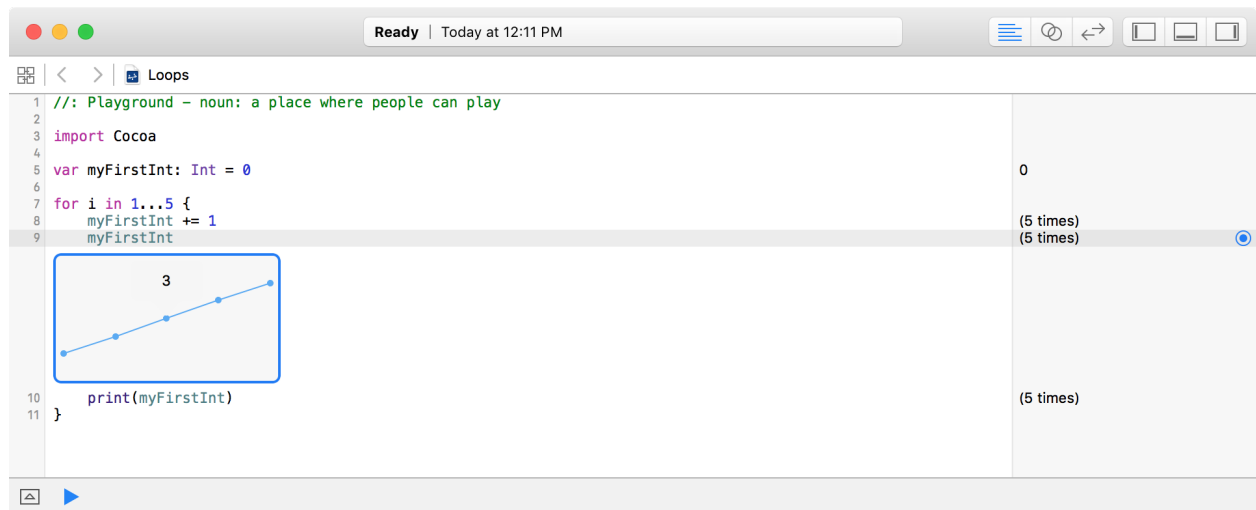 Ready | Today at 12:11 PM
Loops
1 //: Playground – noun: a place where people can play
2
3 import Cocoa
4
5 var myFirstInt: Int = 0 0
6
7 for i in 1...5 {
8 myFirstInt += 1 (5 times)
9 myFirstInt (5 times)
3
10 print(myFirstInt) (5 times)
11 }